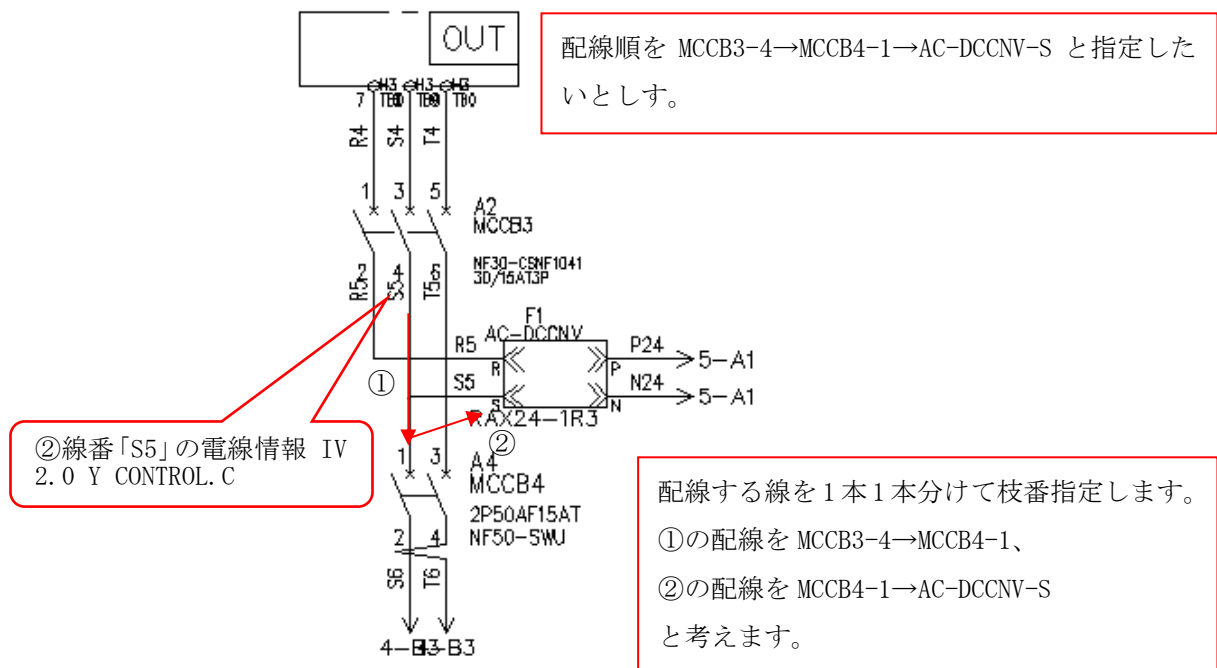 OUT
配線順を MCCB3-4→MCCB4-1→AC-DCCNV-S と指定した
いとしす。
7
R4
S4
T4
1 3 5
A2
MCCB3
2 4 6
NF30-CSNF1041
30/15AT3P
R5
S5
T5
F1
AC-DCCNV
R5
P24
5-A1
R
P
①
S5
N24
5-A1
S
N
RAX24-1R3
②
②線番「S5」の電線情報 IV
2.0 Y CONTROL.C
1 3
A4
MCCB4
2P50AF15AT
NF50-SWU
2 4
S6
T6
配線する線を1本1本分けて枝番指定します。
①の配線を MCCB3-4→MCCB4-1、
②の配線を MCCB4-1→AC-DCCNV-S
と考えます。